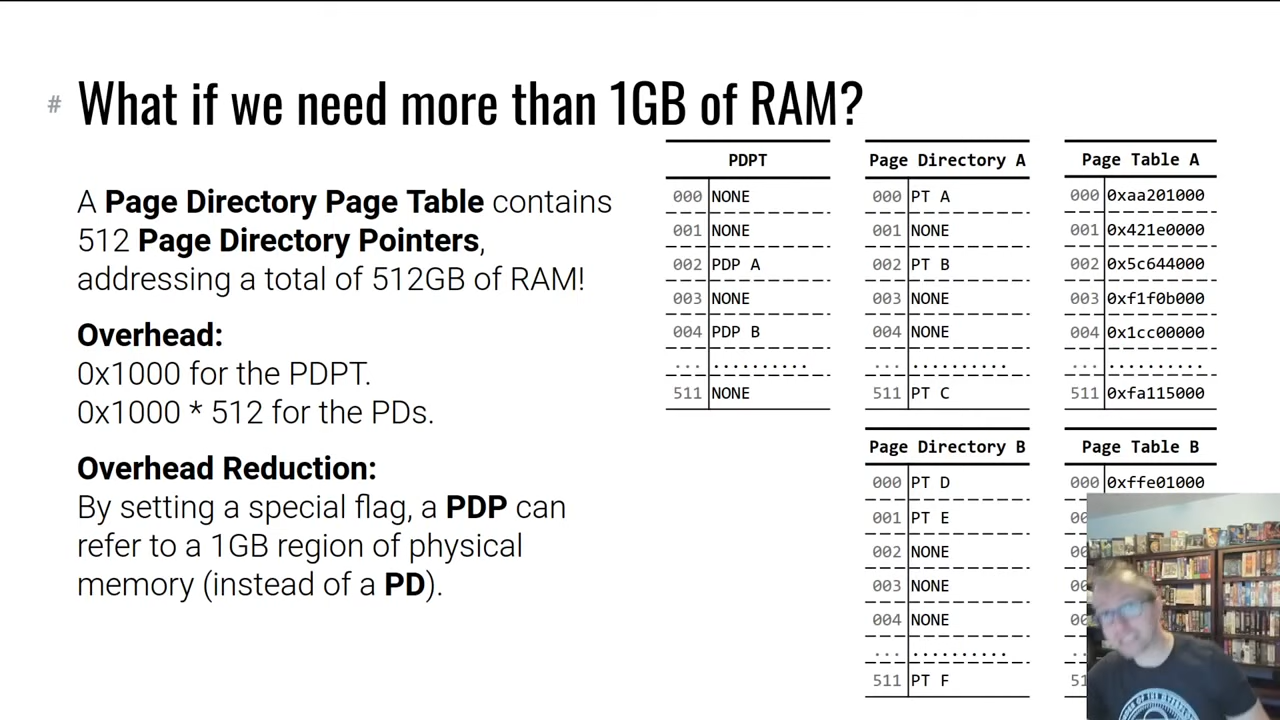 # What if we need more than 1GB of RAM?
A Page Directory Page Table contains
512 Page Directory Pointers,
addressing a total of 512GB of RAM!
Overhead:
0x1000 for the PDPT.
0x1000 * 512 for the PDs.
Overhead Reduction:
By setting a special flag, a PDP can
refer to a 1GB region of physical
memory (instead of a PD).
PDPT
000 NONE
001 NONE
002 PDP A
003 NONE
004 PDP B
... ..........
511 NONE
Page Directory A
000 PT A
001 NONE
002 PT B
003 NONE
004 NONE
... ..........
511 PT C
Page Table A
000 0xaa201000
001 0x421e0000
002 0x5c644000
003 0xf1f0b000
004 0x1cc00000
... ..........
511 0xfa115000
Page Directory B
000 PT D
001 PT E
002 NONE
003 NONE
004 NONE
... ..........
511 PT F
Page Table B
000 0xffe01000